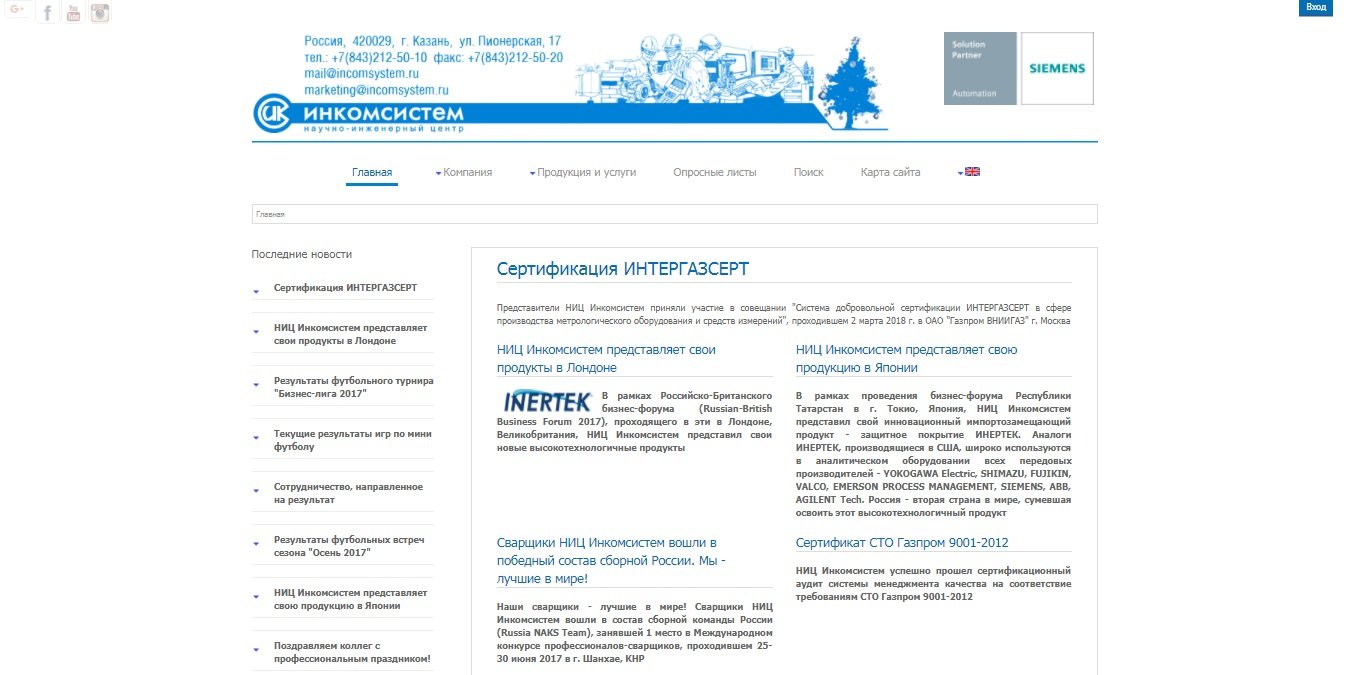 G+
f
You
Tube
Вход
Россия, 420029, г. Казань, ул. Пионерская, 17
тел.: +7(843)212-50-10 факс: +7(843)212-50-20
mail@incomsystem.ru
marketing@incomsystem.ru
ИК ИНКОМСИСТЕМ
научно-инженерный центр
Solution
Partner
Automation
SIEMENS
Главная Компания Продукция и услуги Опросные листы Поиск Карта сайта
Главная
Последние новости
Сертификация ИНТЕРГАЗСЕРТ
НИЦ Инкомсистем представляет
свои продукты в Лондоне
Результаты футбольного турнира
"Бизнес-лига 2017"
Текущие результаты игр по мини
футболу
Сотрудничество, направленное
на результат
Результаты футбольных встреч
сезона "Осень 2017"
НИЦ Инкомсистем представляет
свою продукцию в Японии
Поздравляем коллег с
профессиональным праздником!
Сертификация ИНТЕРГАЗСЕРТ
Представители НИЦ Инкомсистем приняли участие в совещании "Система добровольной сертификации ИНТЕРГАЗСЕРТ в сфере
производства метрологического оборудования и средств измерений", проходившем 2 марта 2018 г. в ОАО "Газпром ВНИИГАЗ" г. Москва
НИЦ Инкомсистем представляет свои
продукты в Лондоне
INERTEK В рамках Российско-Британского
бизнес-форума (Russian-British
Business Forum 2017), проходящего в эти в Лондоне,
Великобритания, НИЦ Инкомсистем представил свои
новые высокотехнологичные продукты
НИЦ Инкомсистем представляет свою
продукцию в Японии
В рамках проведения бизнес-форума Республики
Татарстан в г. Токио, Япония, НИЦ Инкомсистем
представил свой инновационный импортозамещающий
продукт - защитное покрытие ИНЕРТЕК. Аналоги
ИНЕРТЕК, производящиеся в США, широко используются
в аналитическом оборудовании всех передовых
производителей - YOKOGAWA Electric, SHIMAZU, FUJIKIN,
VALCO, EMERSON PROCESS MANAGEMENT, SIEMENS, ABB,
AGILENT Tech. Россия - вторая страна в мире, сумевшая
освоить этот высокотехнологичный продукт
Сварщики НИЦ Инкомсистем вошли в
победный состав сборной России. Мы -
лучшие в мире!
Наши сварщики - лучшие в мире! Сварщики НИЦ
Инкомсистем вошли в состав сборной команды России
(Russia NAKS Team), занявшей 1 место в Международном
конкурсе профессионалов-сварщиков, проходившем 25-
30 июня 2017 в г. Шанхае, КНР
Сертификат СТО Газпром 9001-2012
НИЦ Инкомсистем успешно прошел сертификационный
аудит системы менеджмента качества на соответствие
требованиям СТО Газпром 9001-2012